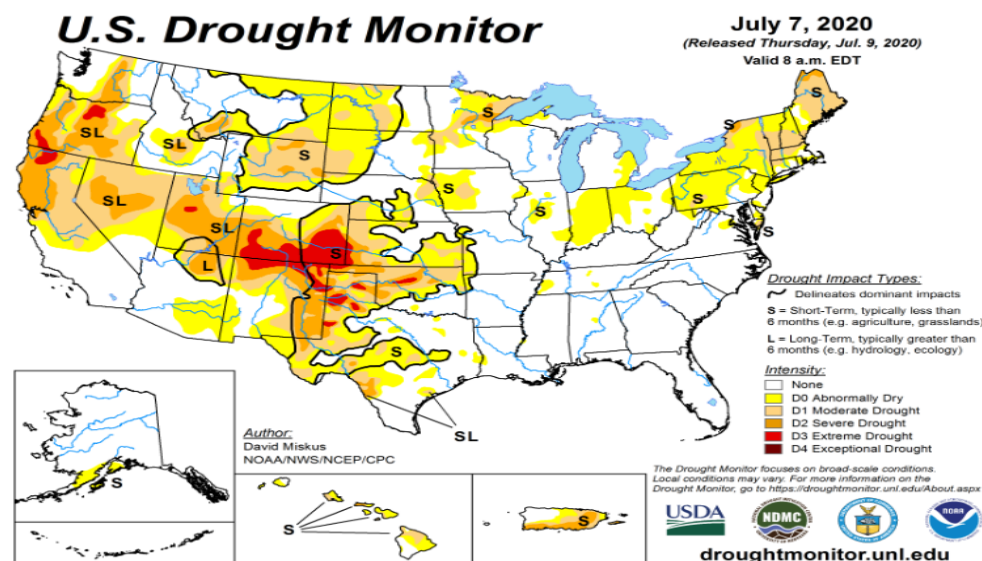 U.S. Drought Monitor
July 7, 2020
(Released Thursday, Jul. 9, 2020)
Valid 8 a.m. EDT
S
S
S
SL
SL
S
S
S
S
SL
SL
S
S
L
Drought Impact Types:
Delineates dominant impacts
S = Short-Term, typically less than
6 months (e.g. agriculture, grasslands)
L = Long-Term, typically greater than
6 months (e.g. hydrology, ecology)
S
Intensity:
None
D0 Abnormally Dry
D1 Moderate Drought
D2 Severe Drought
D3 Extreme Drought
D4 Exceptional Drought
SL
Author:
David Miskus
NOAA/NWS/NCEP/CPC
S
S
S
The Drought Monitor focuses on broad-scale conditions.
Local conditions may vary. For more information on the
Drought Monitor, go to https://droughtmonitor.unl.edu/About.aspx
USDA
NDMC
NOAA
droughtmonitor.unl.edu